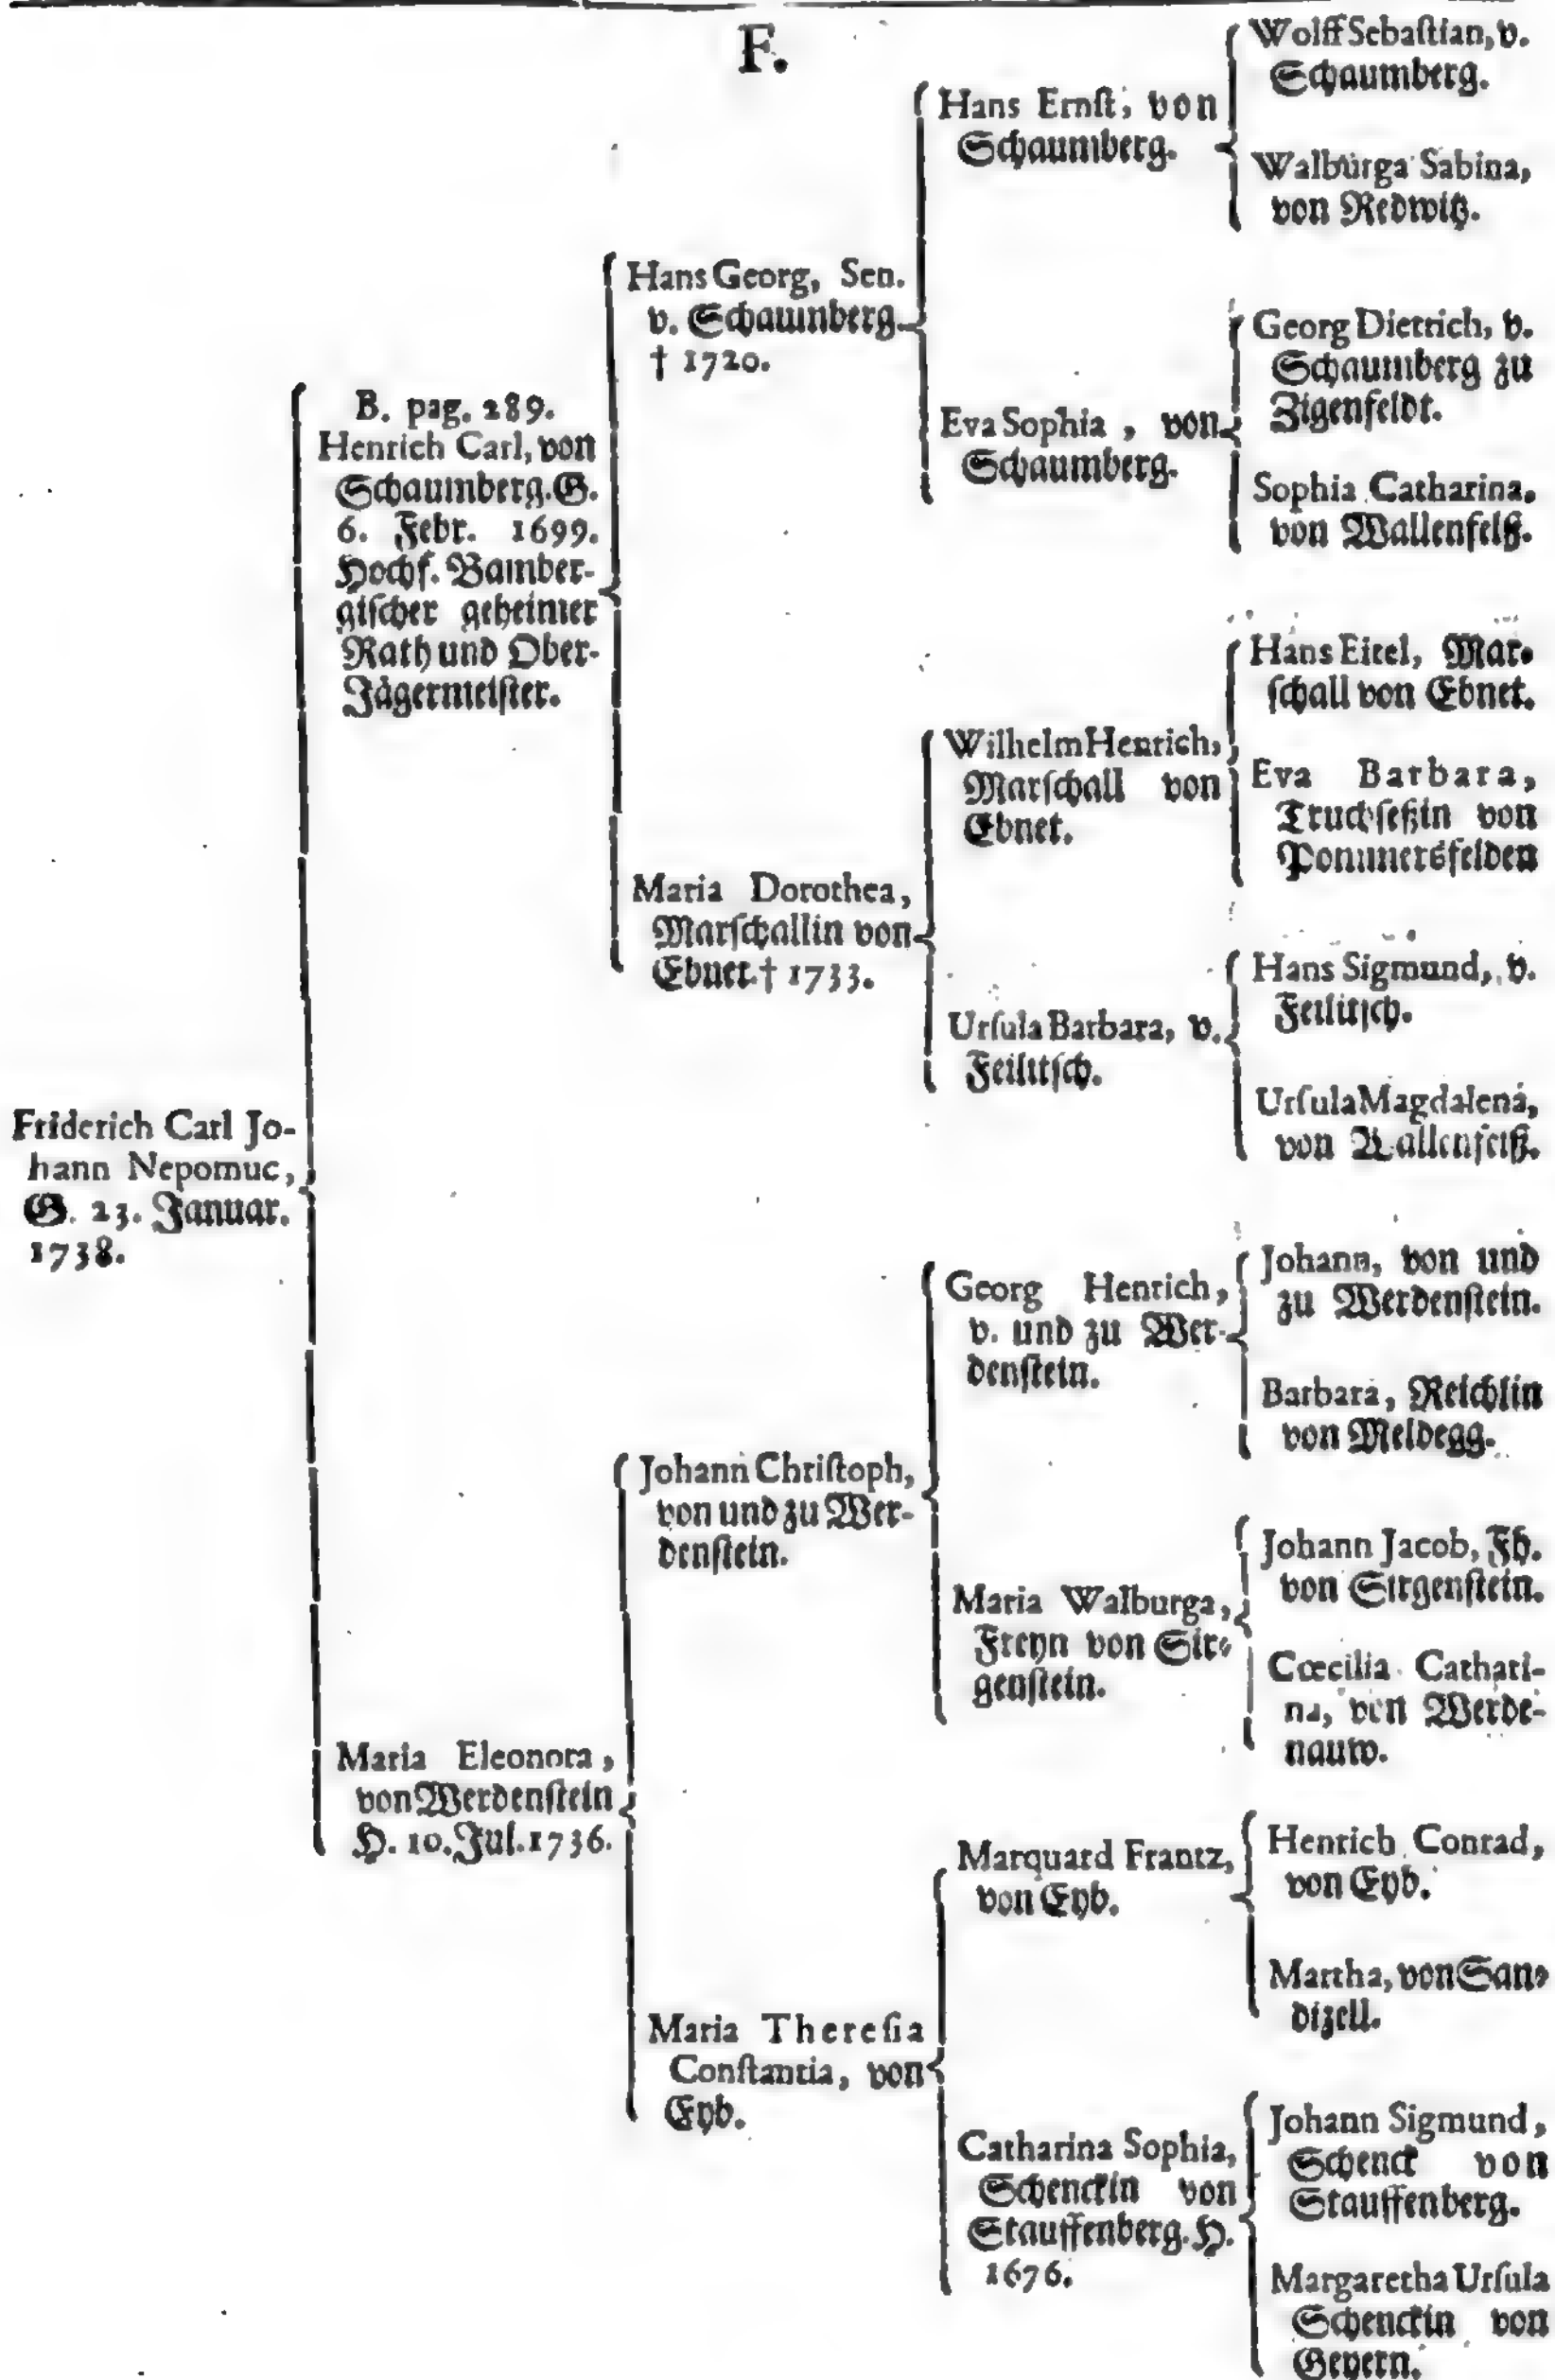 F.
Friderich Carl Jo-
hann Nepomuc,
G. 23. Januar.
1738.
B. pag. 289.
Henrich Carl, von
Schaumberg. G.
6. Febr. 1699.
Hochf. Bamber-
gischer geheimer
Rath und Ober-
Jägermeister.
Maria Eleonora,
von Werdenstein
H. 10. Jul. 1736.
Hans Georg, Sen.
v. Schaumberg
† 1720.
Maria Dorothea,
Marschallin von
Ebnet. † 1733.
Johann Christoph,
von und zu Wer-
denstein.
Maria Theresia
Constantia, von
Eyb.
Hans Ernst, von
Schaumberg.
Eva Sophia, von
Schaumberg.
Wilhelm Henrich,
Marschall von
Ebnet.
Ursula Barbara, v.
Feilitsch.
Georg Henrich,
v. und zu Wer-
denstein.
Maria Walburga,
Freyn von Sir-
genstein.
Marquard Frantz,
von Eyb.
Catharina Sophia,
Schenckin von
Stauffenberg. H.
1676.
Wolff Sebastian, v.
Schaumberg.
Walburga Sabina,
von Redwitz.
Georg Dietrich, v.
Schaumberg zu
Zigenfeldt.
Sophia Catharina,
von Wallenfelß.
Hans Eitel, Mar-
schall von Ebnet.
Eva Barbara,
Truchseßin von
Pommersfelden
Hans Sigmund, v.
Feilitsch.
Ursula Magdalena,
von Wallenfelß.
Johann, von und
zu Werdenstein.
Barbara, Reichlin
von Meldegg.
Johann Jacob, Fh.
von Sirgenstein.
Cœcilia Cathari-
na, von Werde-
nauw.
Henrich Conrad,
von Eyb.
Martha, von San-
dizell.
Johann Sigmund,
Schenck von
Stauffenberg.
Margaretha Ursula
Schenckin von
Geyern.